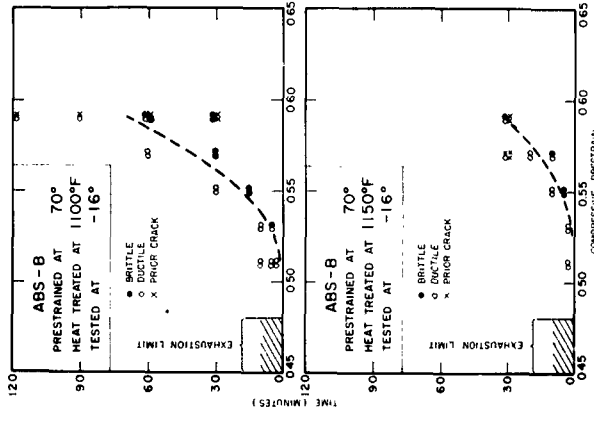 120
90
60
30
0
ABS-B
PRESTRAINED AT 70°
HEAT TREATED AT 1100°F
TESTED AT -16°
● BRITTLE
○ DUCTILE
× PRIOR CRACK
EXHAUSTION LIMIT
0.45 0.50 0.55 0.60 0.65
TIME (MINUTES)
120
90
60
30
0
ABS-B
PRESTRAINED AT 70°
HEAT TREATED AT 1150°F
TESTED AT -16°
● BRITTLE
○ DUCTILE
× PRIOR CRACK
EXHAUSTION LIMIT
0.45 0.50 0.55 0.60 0.65
COMPRESSIVE PRESTRAIN